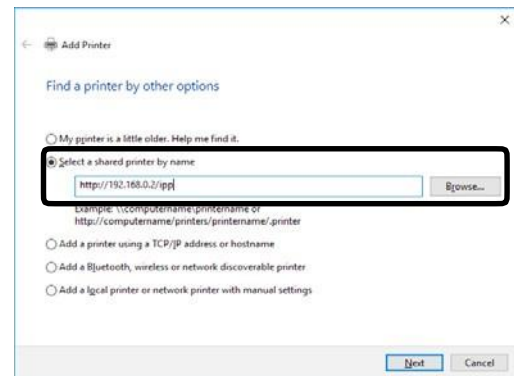 Add Printer
Find a printer by other options
My printer is a little older. Help me find it.
Select a shared printer by name
http://192.168.0.2/ipp
Browse...
Example: \\computername\printername or
http://computername/printers/printername/.printer
Add a printer using a TCP/IP address or hostname
Add a Bluetooth, wireless or network discoverable printer
Add a local printer or network printer with manual settings
Next
Cancel